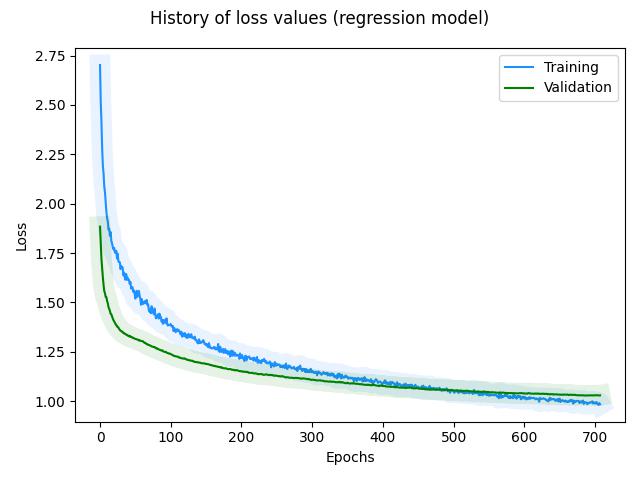 History of loss values (regression model)
2.75
2.50
2.25
2.00
1.75
1.50
1.25
1.00
Loss
Training
Validation
0 100 200 300 400 500 600 700
Epochs